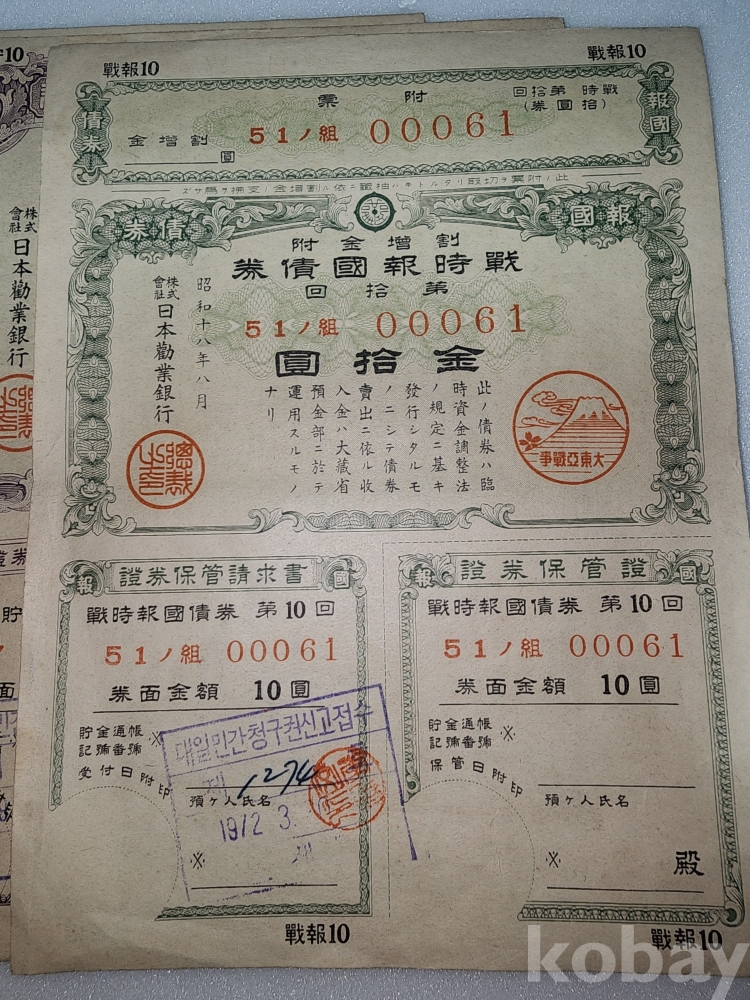 戰報10
戰報10
債券
報國
票附
回拾第時戰
(券圓拾)
金增割
圓
51ノ組 00061
債券
報國
附金增割
券債國報時戰
回拾第
51ノ組 00061
圓拾金
昭和十八年八月
株式會社日本勸業銀行
總裁之印
此ノ債券ハ臨
時資金調整法
ノ規定ニ基キ
發行シタルモ
ノニシテ債券
賣出ニ依ル收
入金ハ大藏省
預金部ニ於テ
運用スルモノ
ナリ
爭戰亞東大
報
證券保管請求書
國
戰時報國債券 第10回
51ノ組 00061
券面金額 10圓
貯金通帳
記號番號
※
受付日附印
預ケ人氏名
※
대일민간청구권신고접수
제 1274
1972 3.
報
證券保管證
國
戰時報國債券 第10回
51ノ組 00061
券面金額 10圓
貯金通帳
記號番號
※
保管日附印
預ケ人氏名
※
殿
戰報10
戰報10
株式會社日本勸業銀行
kobay